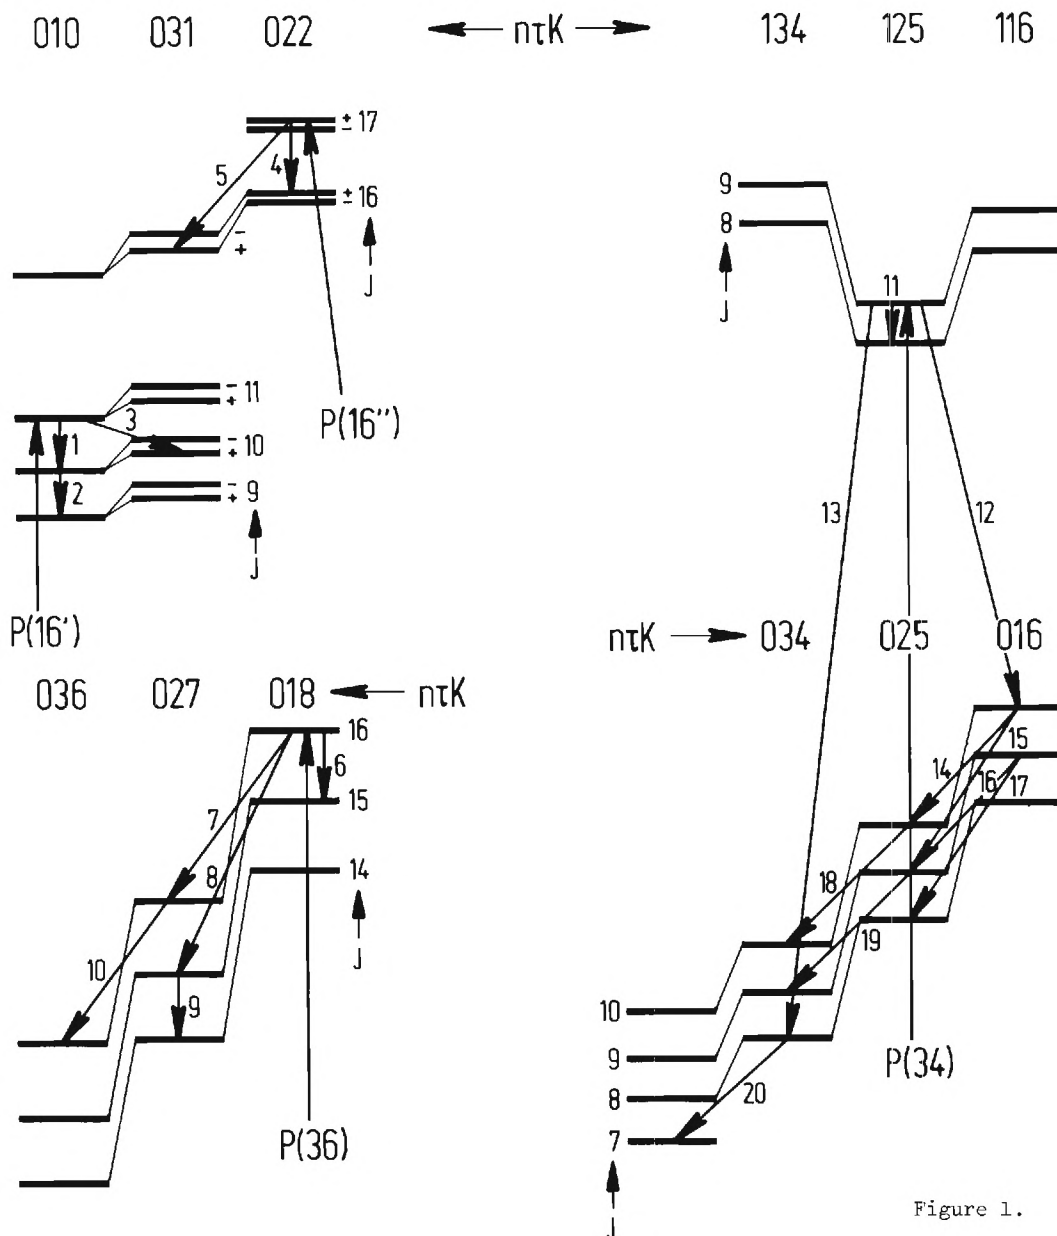 010 031 022 nτK 134 125 116
± 17
4
5
± 16
-
+
J
9
8
J
11
- 11
+
3
1
- 10
+
2
- 9
+
J
P(16')
P(16'')
13
12
nτK 034 025 016
036 027 018 nτK
16
6
15
7
8
14
J
10
9
P(36)
15
14
16 17
18
19
10
9
8
7
20
P(34)
J
Figure 1.